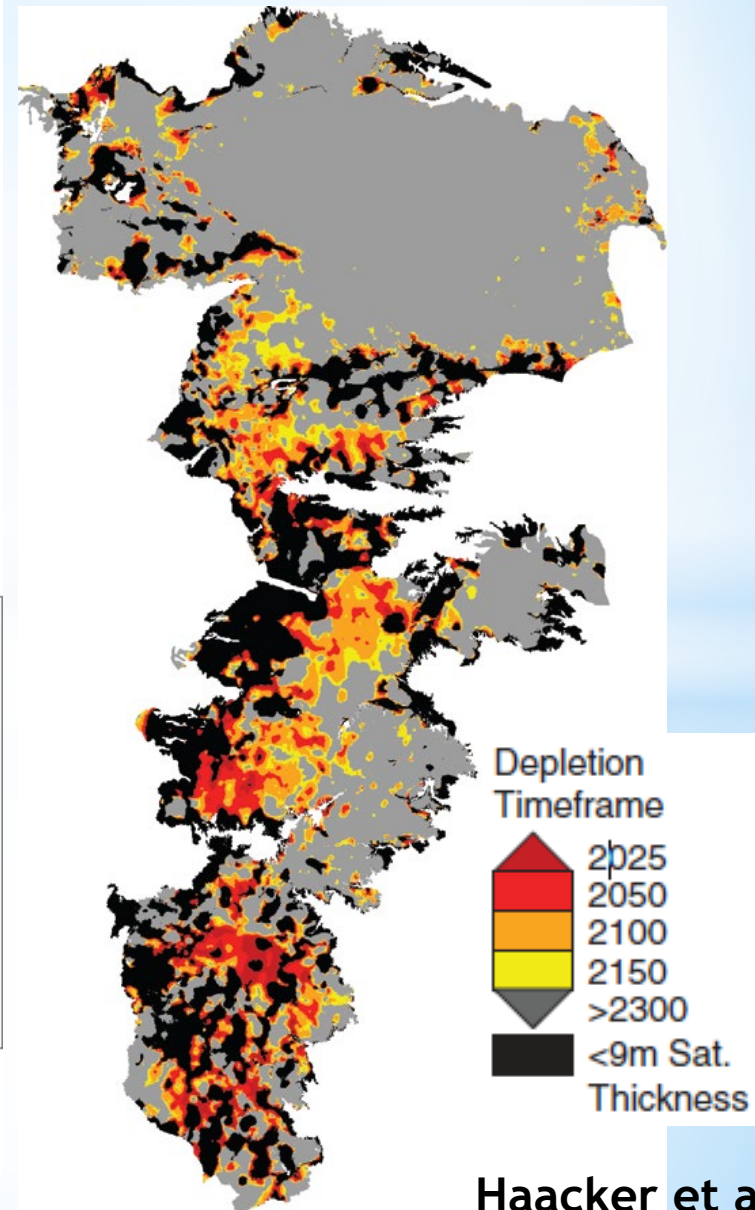 Depletion
Timeframe
2025
2050
2100
2150
>2300
<9m Sat.
Thickness
Haacker et a